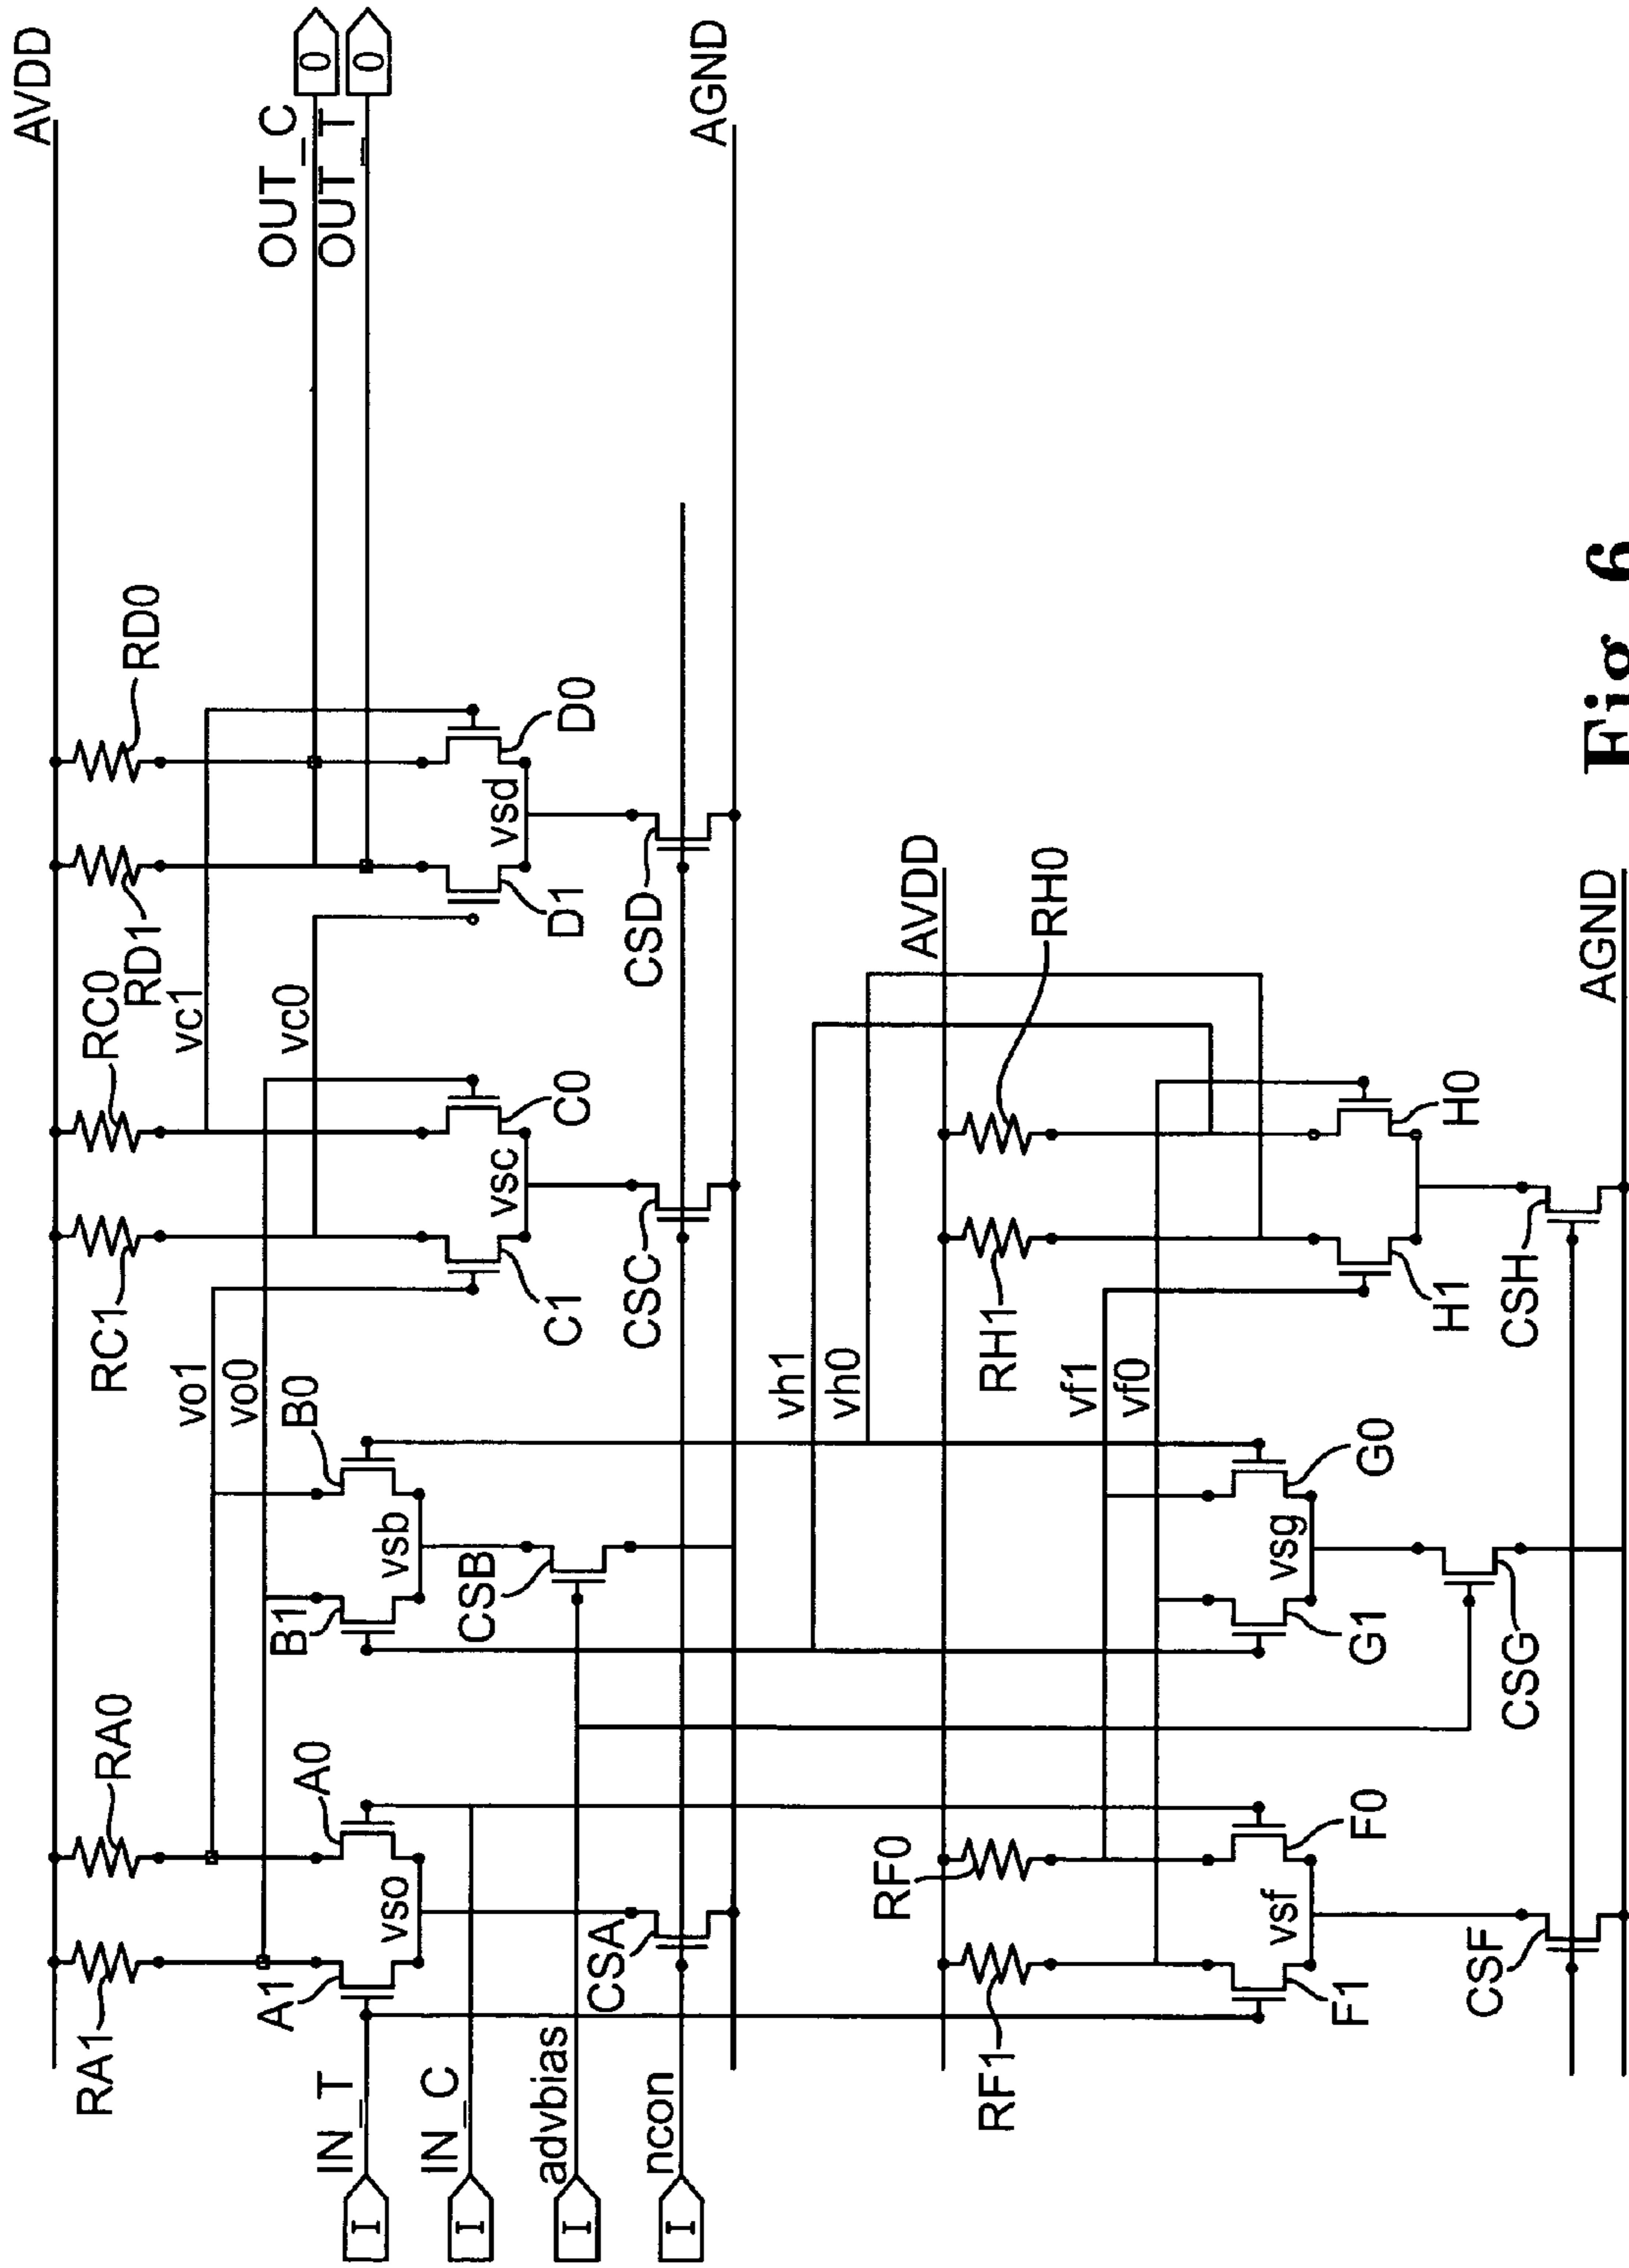 AVDD
RA1
RA0
RC1
RC0
RD1
RD0
vo1
vo0
vc1
vc0
OUT_C
OUT_T
O
O
IN_T
IN_C
advbias
ncon
I
I
I
I
A1
A0
vso
CSA
B1
B0
vsb
CSB
C1
C0
vsc
CSC
D1
D0
vsd
CSD
AGND
AVDD
RF1
RF0
vh1
vh0
RH1
RH0
vf1
vf0
F1
F0
vsf
CSF
G1
G0
vsg
CSG
H1
H0
CSH
AGND
Fig. 6